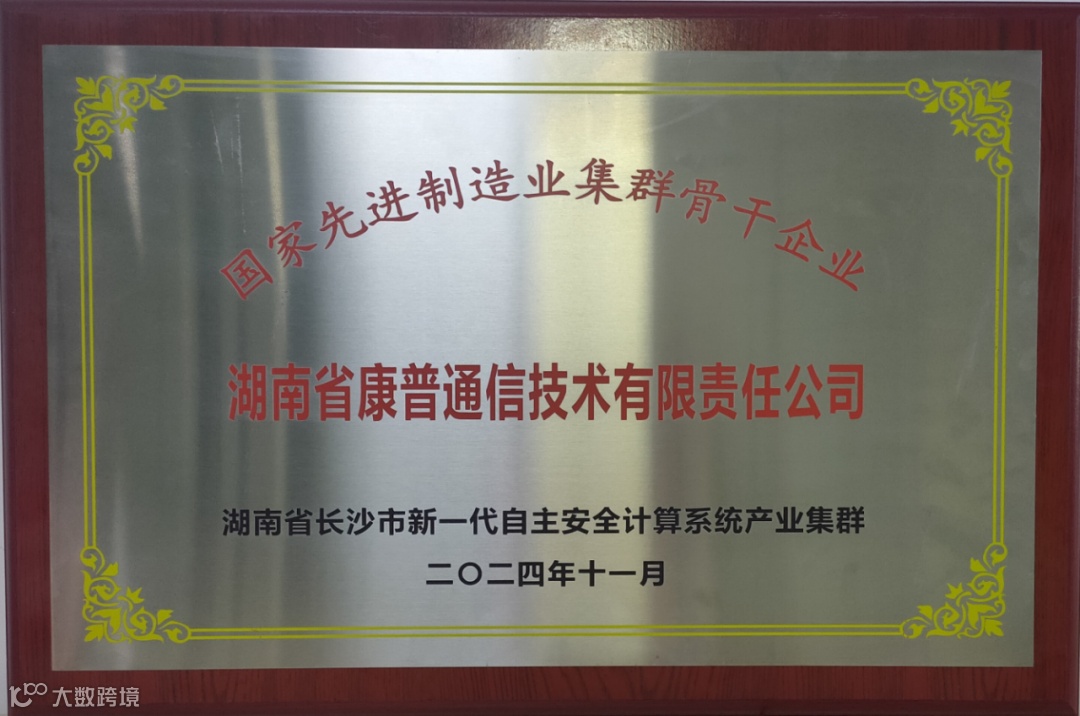 国家先进制造业集群骨干企业
湖南省康普通信技术有限责任公司
湖南省长沙市新一代自主安全计算系统产业集群
二〇二四年十一月
大数跨境